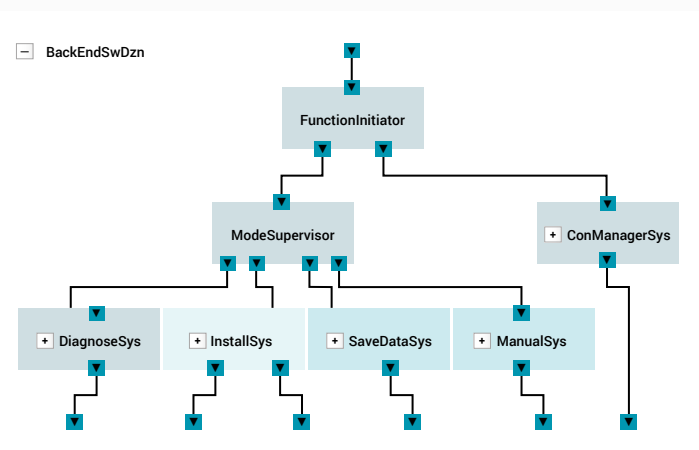 BackEndSwDzn
FunctionInitiator
ModeSupervisor
ConManagerSys
DiagnoseSys
InstallSys
SaveDataSys
ManualSys